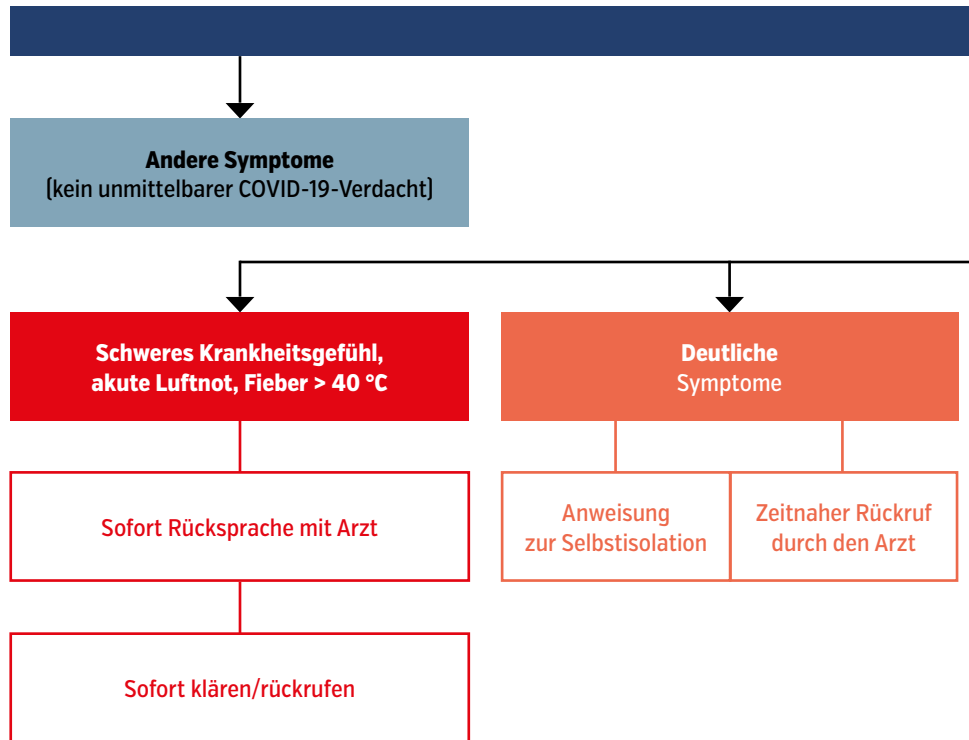 Andere Symptome
(kein unmittelbarer COVID-19-Verdacht)
Schweres Krankheitsgefühl,
akute Luftnot, Fieber > 40 °C
Deutliche
Symptome
Sofort Rücksprache mit Arzt
Anweisung
zur Selbstisolation
Zeitnaher Rückruf
durch den Arzt
Sofort klären/rückrufen